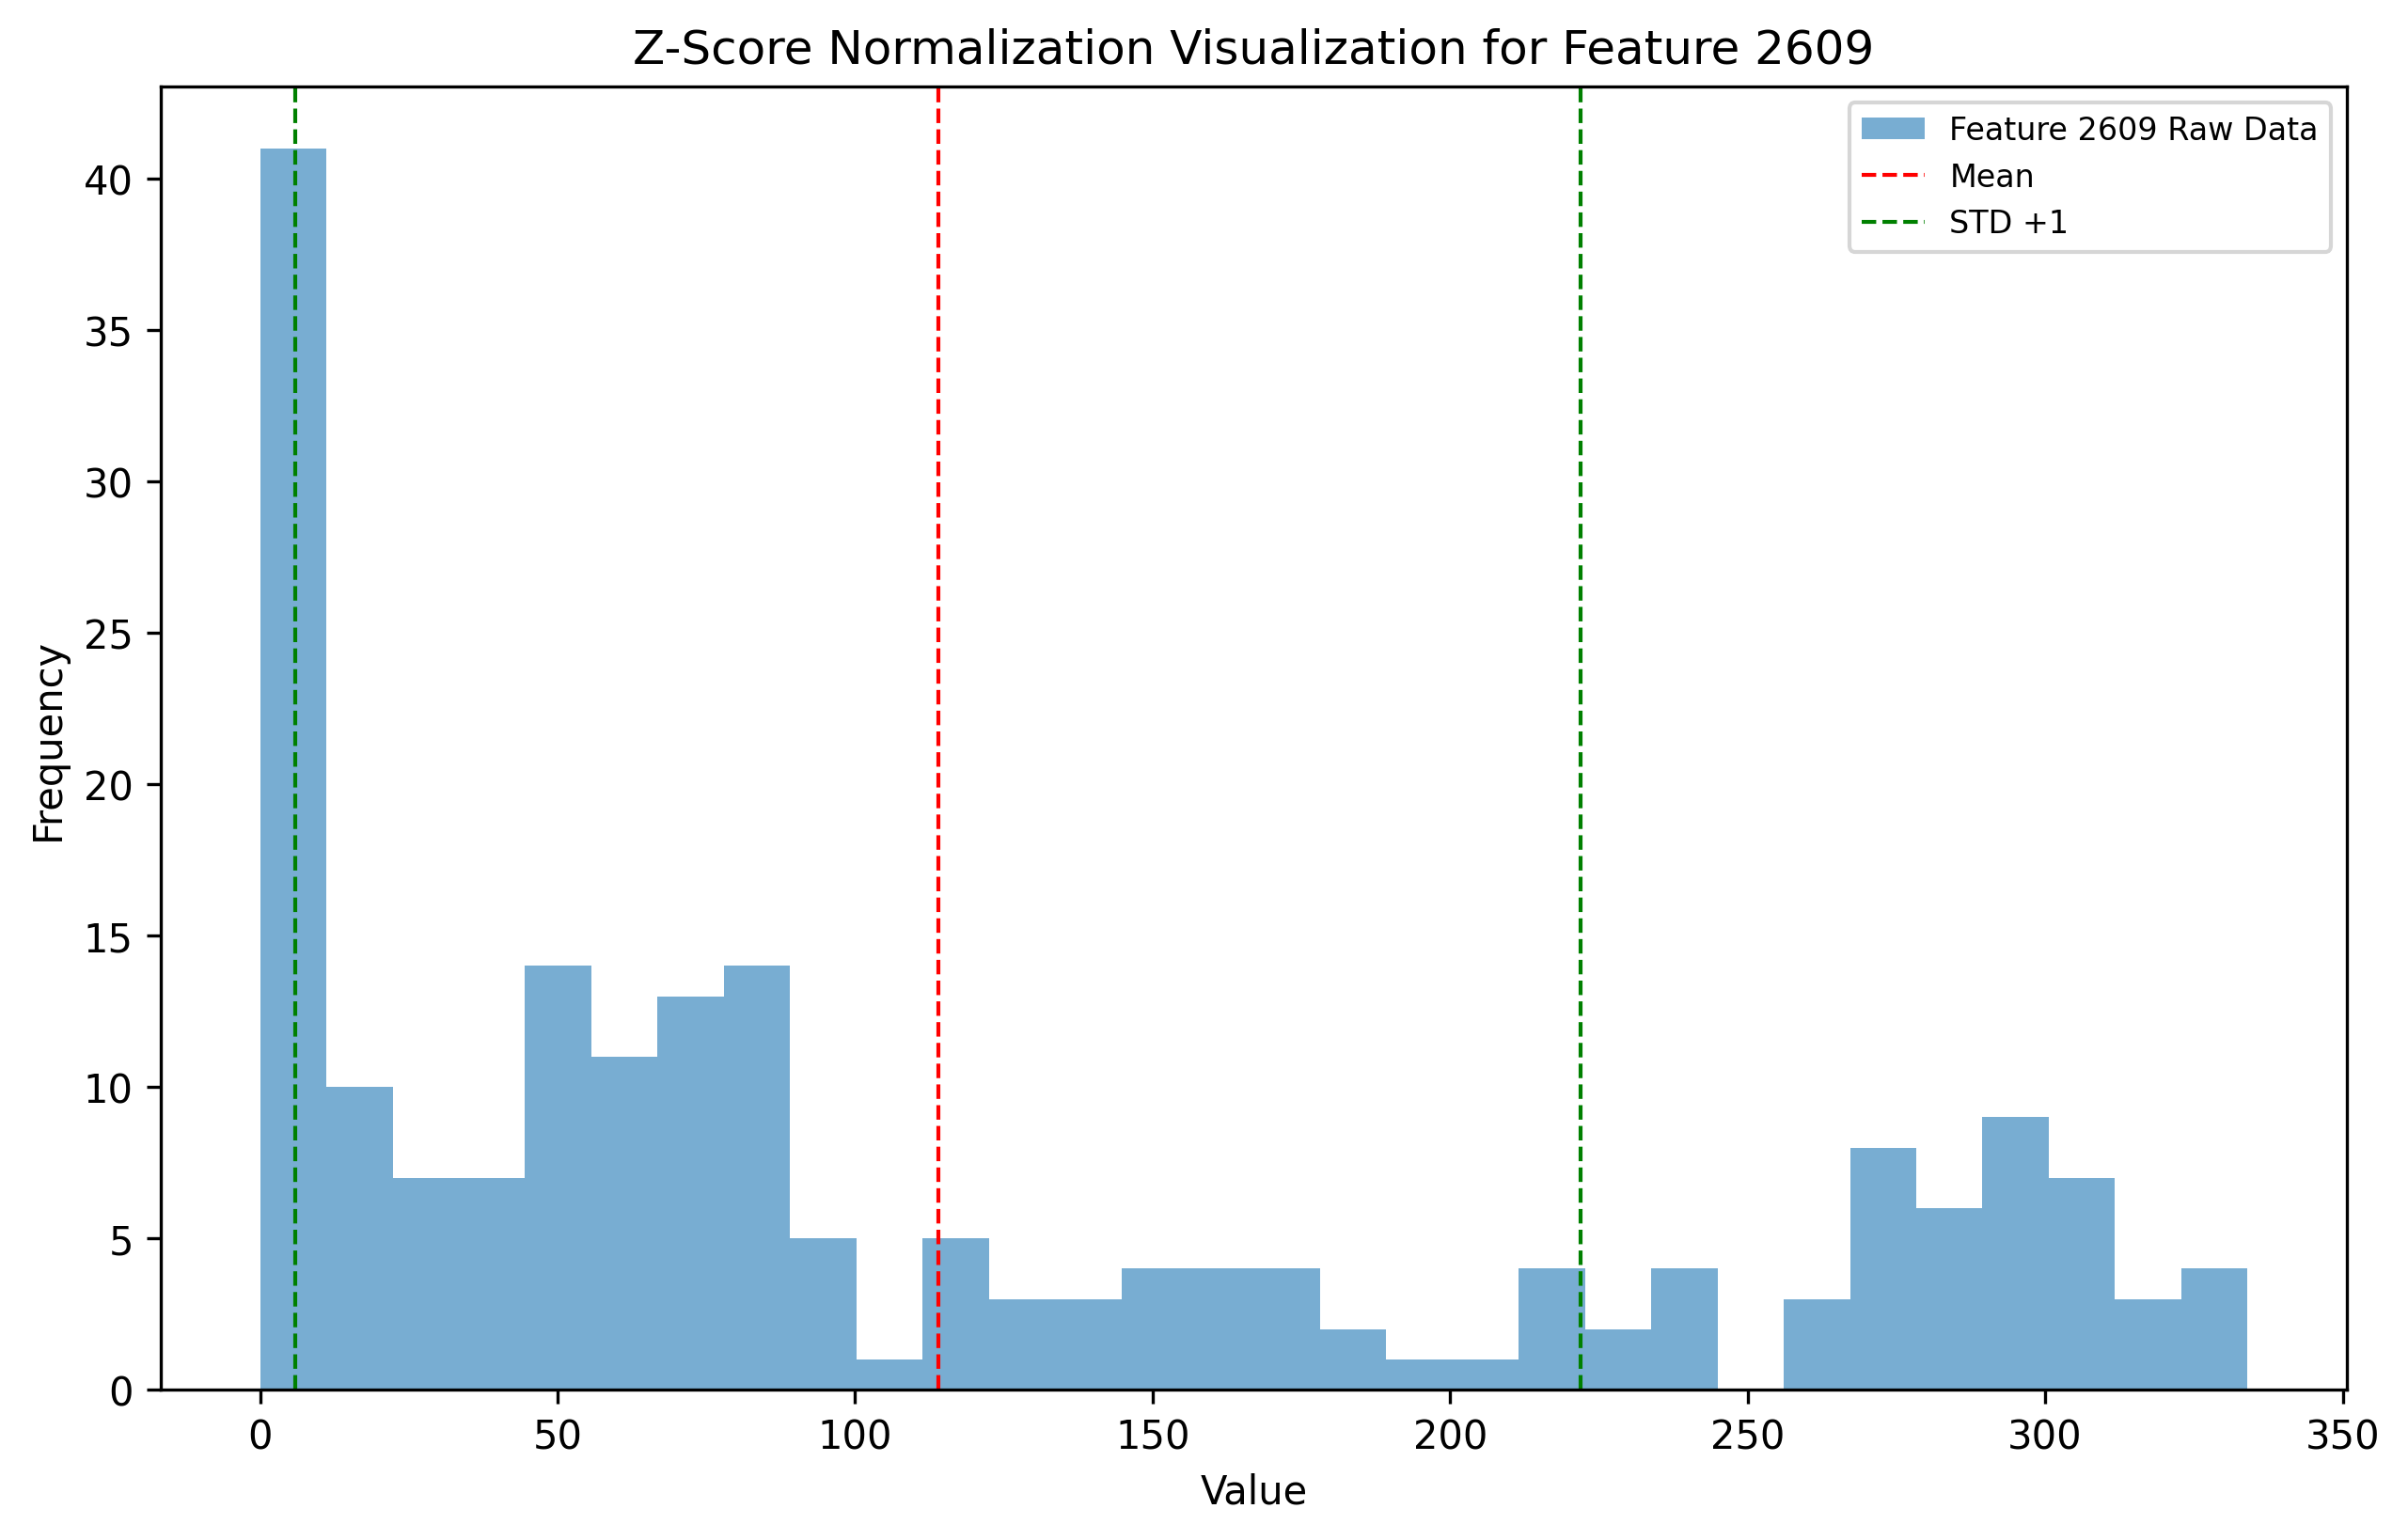 Z-Score Normalization Visualization for Feature 2609
Feature 2609 Raw Data
Mean
STD +1
Frequency
40
35
30
25
20
15
10
5
0
0 50 100 150 200 250 300 350
Value